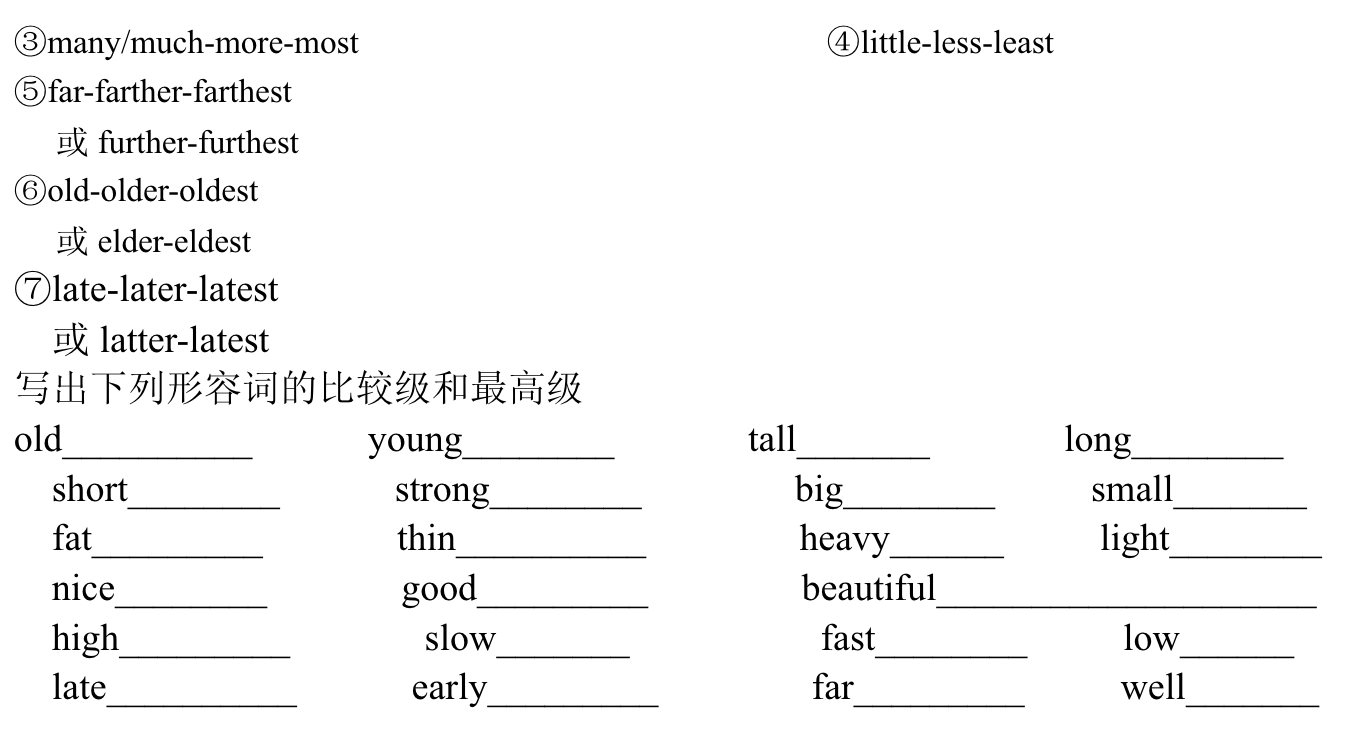 ③many/much-more-most ④little-less-least
⑤far-farther-farthest
或 further-furthest
⑥old-older-oldest
或 elder-eldest
⑦late-later-latest
或 latter-latest
写出下列形容词的比较级和最高级
old__________ young________ tall_______ long________
short________ strong________ big________ small_______
fat_________ thin__________ heavy______ light________
nice________ good_________ beautiful____________________
high_________ slow_______ fast________ low______
late__________ early_________ far_________ well_______